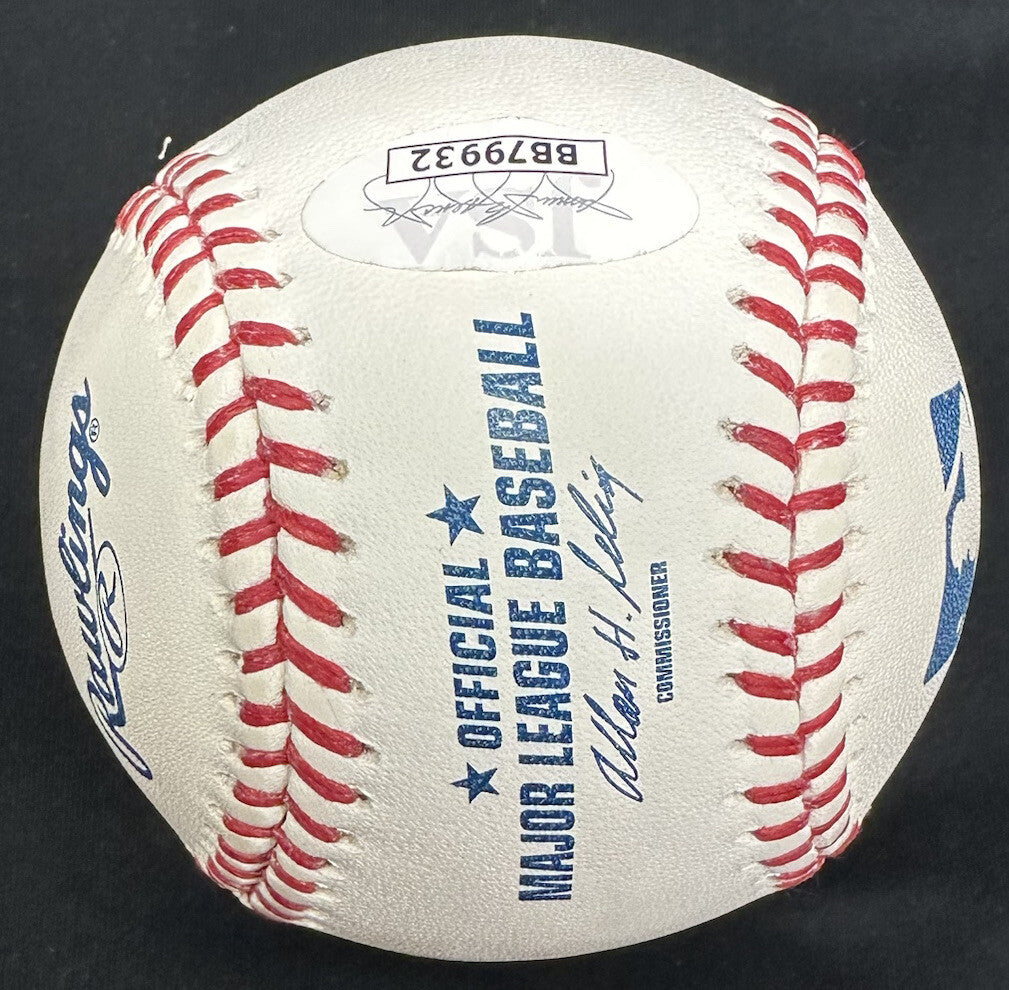 BB79932
JSA
OFFICIAL
MAJOR LEAGUE BASEBALL
Allan H. Selig
COMMISSIONER
Rawlings®
R